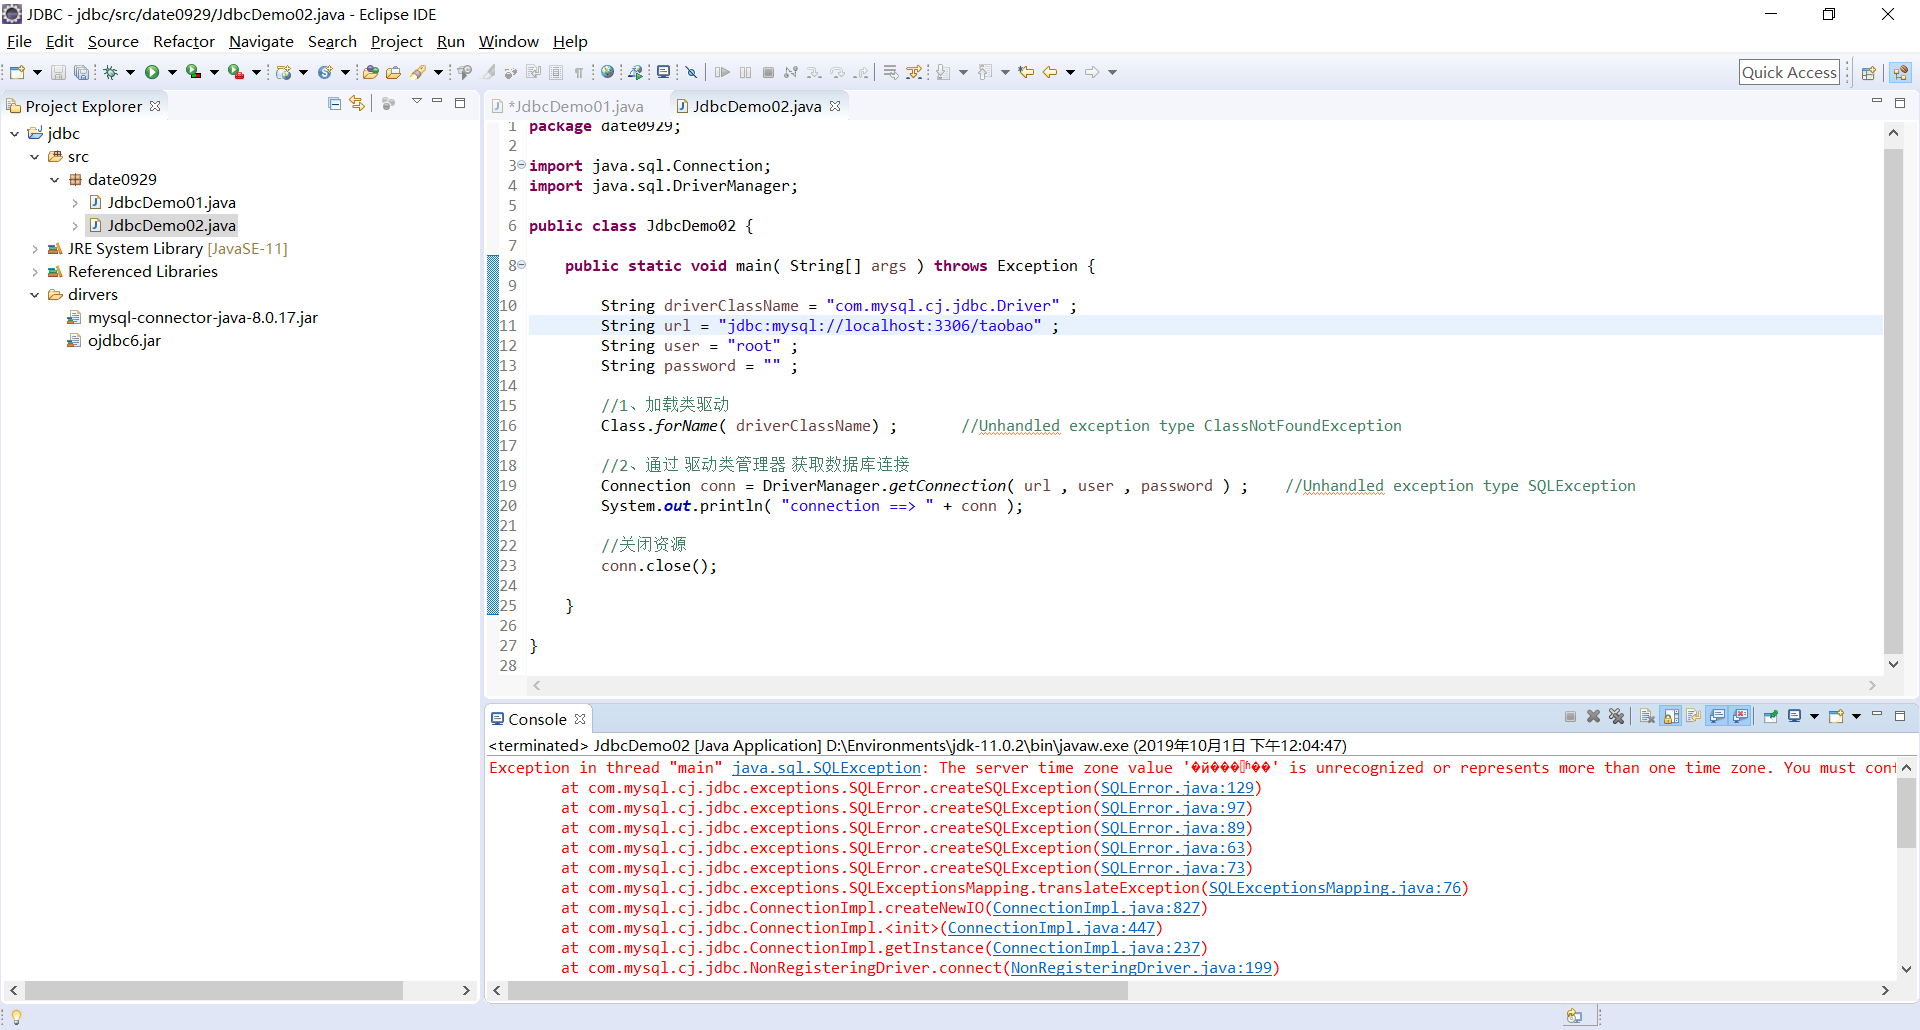 JDBC - jdbc/src/date0929/JdbcDemo02.java - Eclipse IDE
File Edit Source Refactor Navigate Search Project Run Window Help
Quick Access
Project Explorer
jdbc
src
date0929
JdbcDemo01.java
JdbcDemo02.java
JRE System Library [JavaSE-11]
Referenced Libraries
dirvers
mysql-connector-java-8.0.17.jar
ojdbc6.jar
*JdbcDemo01.java JdbcDemo02.java
1 package date0929;
2
3 import java.sql.Connection;
4 import java.sql.DriverManager;
5
6 public class JdbcDemo02 {
7
8 public static void main( String[] args ) throws Exception {
9
10 String driverClassName = "com.mysql.cj.jdbc.Driver" ;
11 String url = "jdbc:mysql://localhost:3306/taobao" ;
12 String user = "root" ;
13 String password = "" ;
14
15 //1、加载类驱动
16 Class.forName( driverClassName) ; //Unhandled exception type ClassNotFoundException
17
18 //2、通过 驱动类管理器 获取数据库连接
19 Connection conn = DriverManager.getConnection( url , user , password ) ; //Unhandled exception type SQLException
20 System.out.println( "connection ==> " + conn );
21
22 //关闭资源
23 conn.close();
24
25 }
26
27 }
28
Console
<terminated> JdbcDemo02 [Java Application] D:\Environments\jdk-11.0.2\bin\javaw.exe (2019年10月1日 下午12:04:47)
Exception in thread "main" java.sql.SQLException: The server time zone value ' ' is unrecognized or represents more than one time zone. You must conf
at com.mysql.cj.jdbc.exceptions.SQLError.createSQLException(SQLError.java:129)
at com.mysql.cj.jdbc.exceptions.SQLError.createSQLException(SQLError.java:97)
at com.mysql.cj.jdbc.exceptions.SQLError.createSQLException(SQLError.java:89)
at com.mysql.cj.jdbc.exceptions.SQLError.createSQLException(SQLError.java:63)
at com.mysql.cj.jdbc.exceptions.SQLError.createSQLException(SQLError.java:73)
at com.mysql.cj.jdbc.exceptions.SQLExceptionsMapping.translateException(SQLExceptionsMapping.java:76)
at com.mysql.cj.jdbc.ConnectionImpl.createNewIO(ConnectionImpl.java:827)
at com.mysql.cj.jdbc.ConnectionImpl.<init>(ConnectionImpl.java:447)
at com.mysql.cj.jdbc.ConnectionImpl.getInstance(ConnectionImpl.java:237)
at com.mysql.cj.jdbc.NonRegisteringDriver.connect(NonRegisteringDriver.java:199)